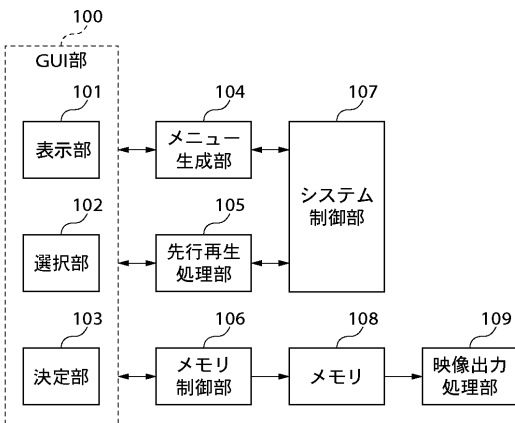 100
GUI部
101
104
107
表示部
メニュー
生成部
システム
制御部
102
105
選択部
先行再生
処理部
103
106
108
109
決定部
メモリ
制御部
メモリ
映像出力
処理部